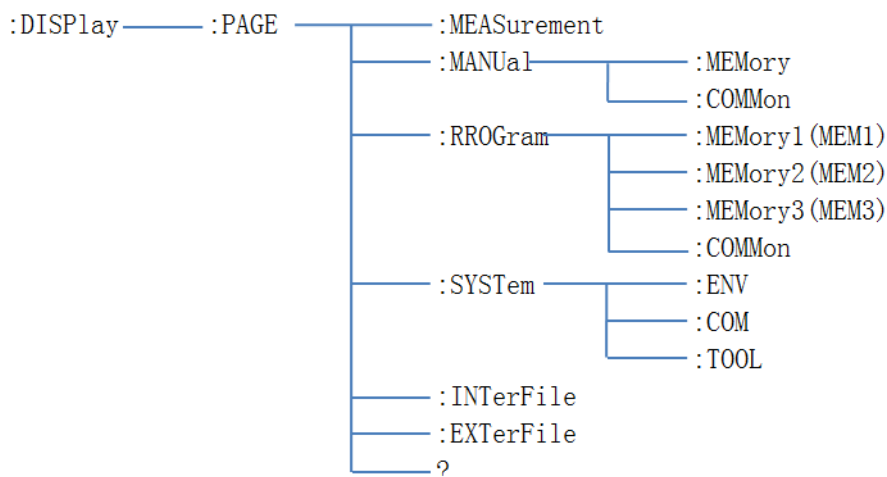 :DISPlay :PAGE :MEASurement
:MANUal :MEMory
:COMMon
:RROGram :MEMory1(MEM1)
:MEMory2(MEM2)
:MEMory3(MEM3)
:COMMon
:SYSTem :ENV
:COM
:TOOL
:INTerFile
:EXTerFile
?